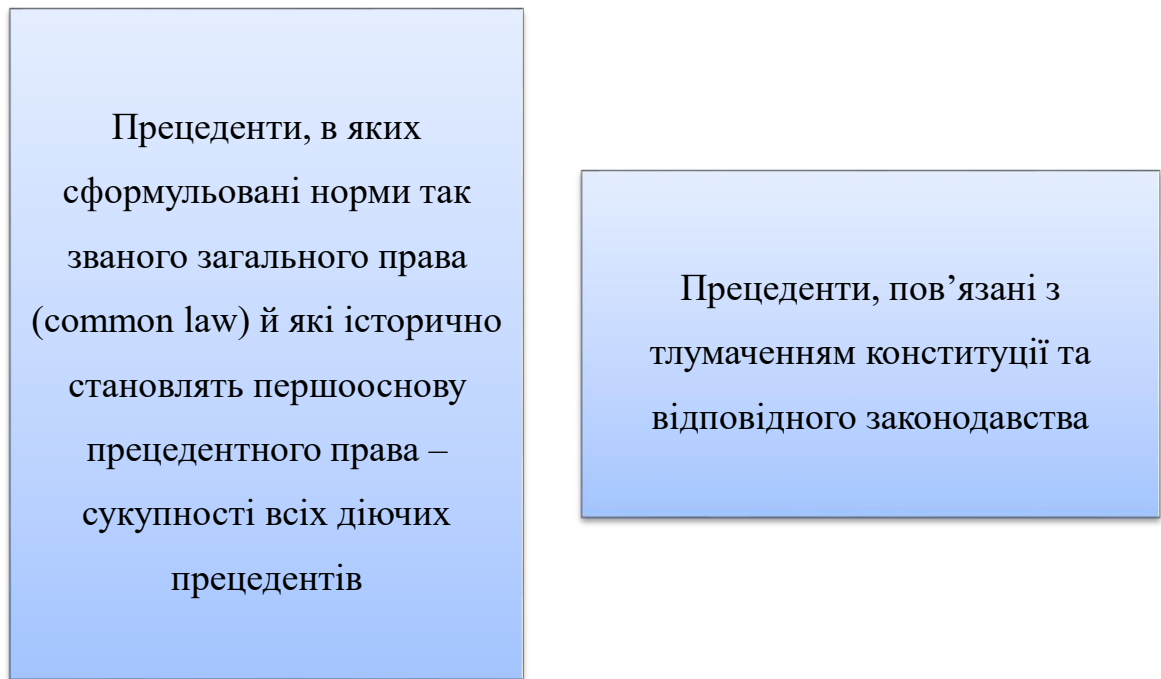 Прецеденти, в яких
сформульовані норми так
званого загального права
(common law) й які історично
становлять першооснову
прецедентного права –
сукупності всіх діючих
прецедентів
Прецеденти, пов’язані з
тлумаченням конституції та
відповідного законодавства